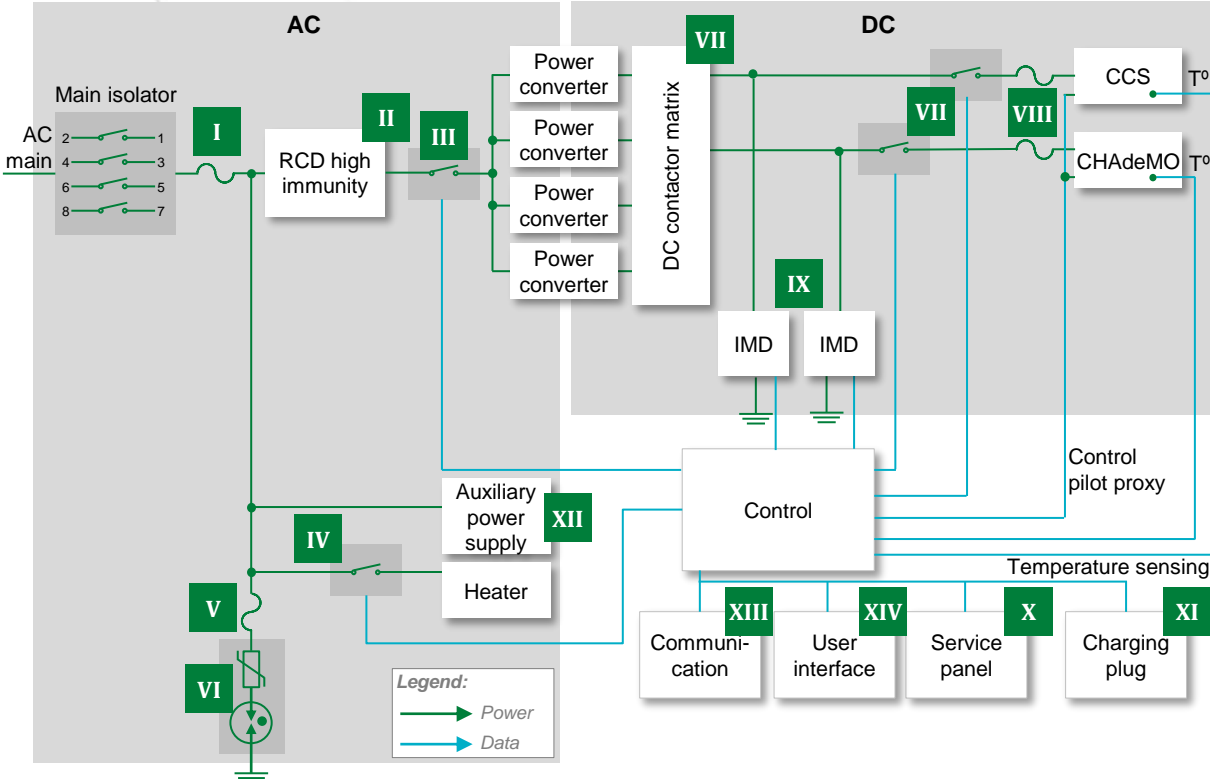 AC
DC
VII
Power
converter
CCS
Tº
Main isolator
I
II
III
VII
VIII
AC
main
2
1
4
3
6
5
8
7
RCD high
immunity
Power
converter
DC contactor matrix
CHAdeMO
Tº
Power
converter
Power
converter
IX
IMD
IMD
Control
pilot proxy
Auxiliary
power
supply
XII
Control
IV
Heater
Temperature sensing
V
XIII
XIV
X
XI
Communi-
cation
User
interface
Service
panel
Charging
plug
VI
Legend:
Power
Data